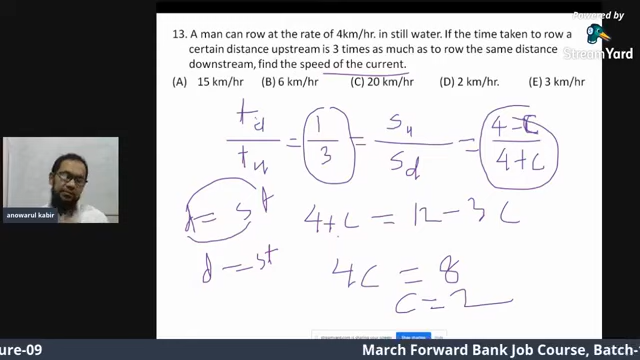 Powered by
StreamYard
13. A man can row at the rate of 4km/hr. in still water. If the time taken to row a
certain distance upstream is 3 times as much as to row the same distance
downstream, find the speed of the current.
(A) 15 km/hr (B) 6 km/hr (C) 20 km/hr (D) 2 km/hr. (E) 3 km/hr
td/tu = 1/3 = Su/Sd = 4-C/4+C
d = st 4+C = 12-3C
d = st 4C = 8
C = 2
anowarul kabir
ure-09 March Forward Bank Job Course, Batch-